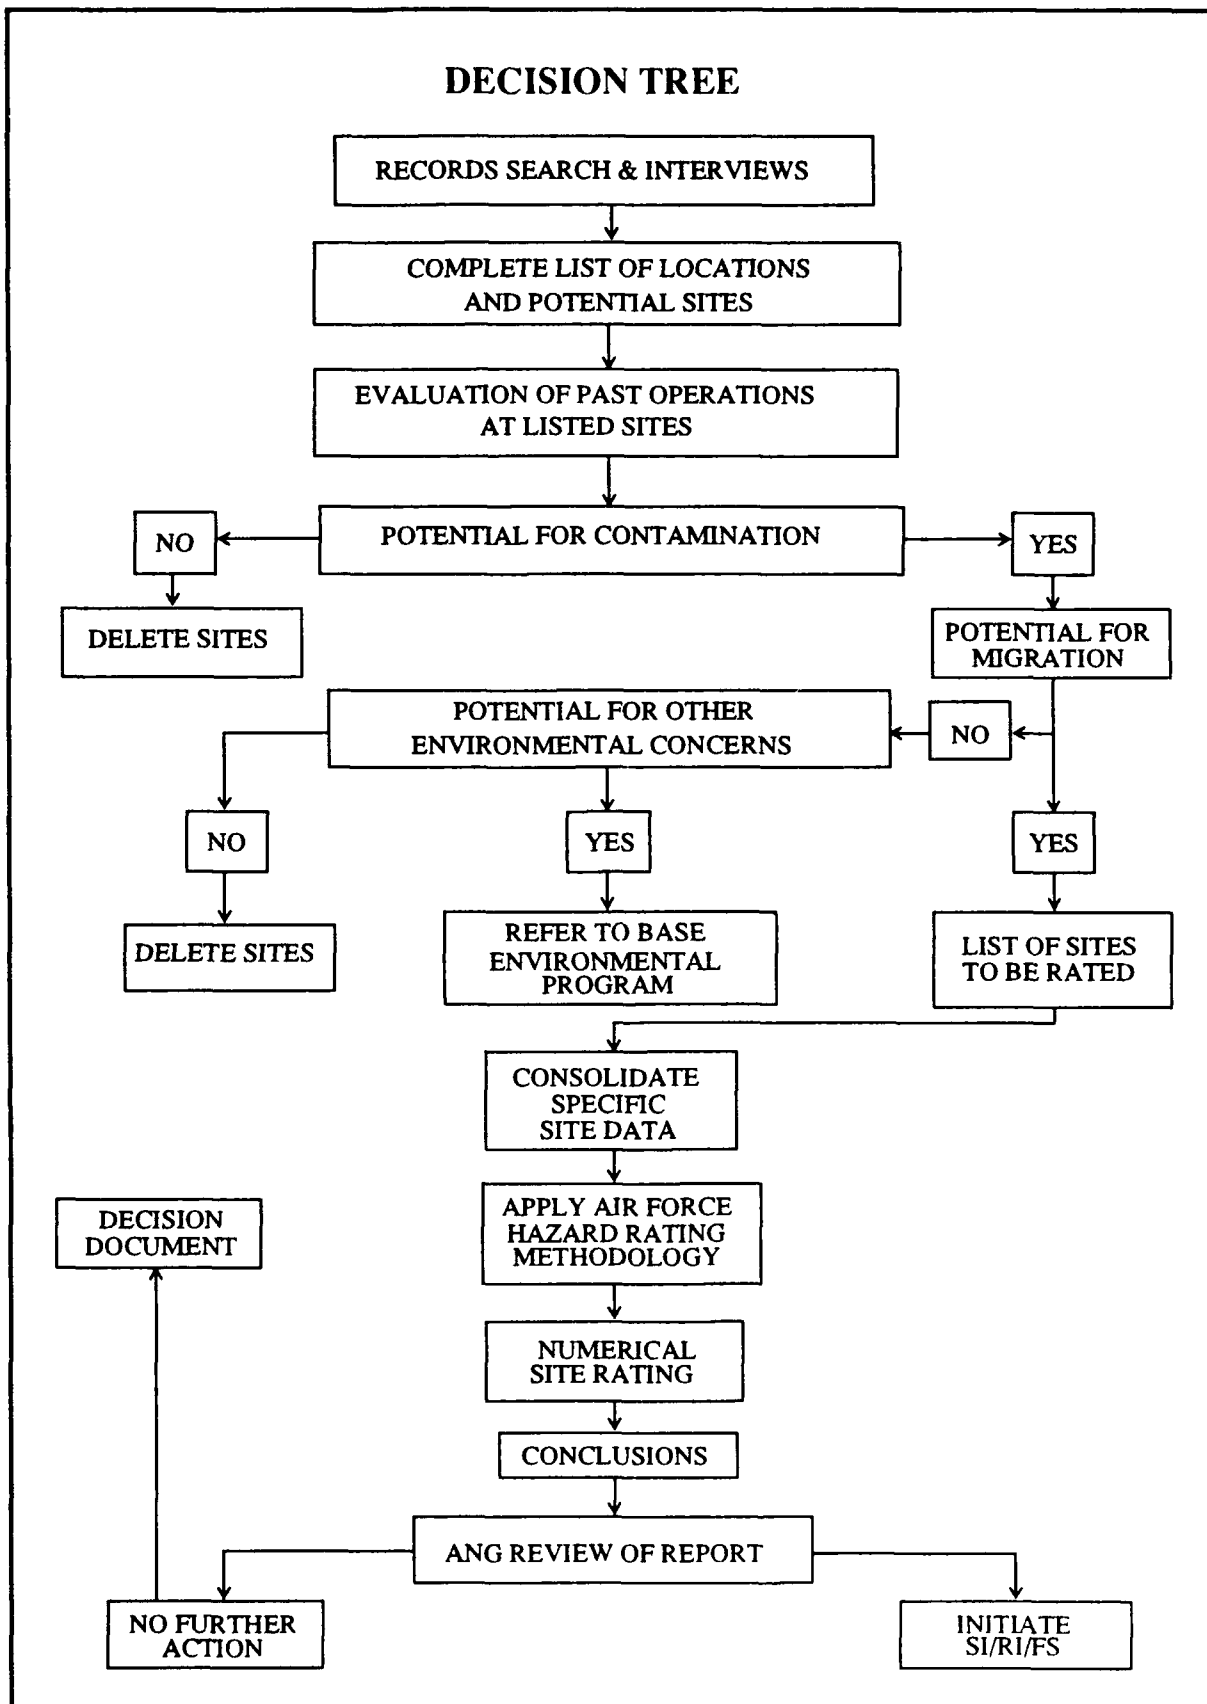 DECISION TREE
RECORDS SEARCH & INTERVIEWS
COMPLETE LIST OF LOCATIONS
AND POTENTIAL SITES
EVALUATION OF PAST OPERATIONS
AT LISTED SITES
NO
POTENTIAL FOR CONTAMINATION
YES
DELETE SITES
POTENTIAL FOR
MIGRATION
POTENTIAL FOR OTHER
ENVIRONMENTAL CONCERNS
NO
NO
YES
YES
DELETE SITES
REFER TO BASE
ENVIRONMENTAL
PROGRAM
LIST OF SITES
TO BE RATED
CONSOLIDATE
SPECIFIC
SITE DATA
DECISION
DOCUMENT
APPLY AIR FORCE
HAZARD RATING
METHODOLOGY
NUMERICAL
SITE RATING
CONCLUSIONS
ANG REVIEW OF REPORT
NO FURTHER
ACTION
INITIATE
SI/RI/FS